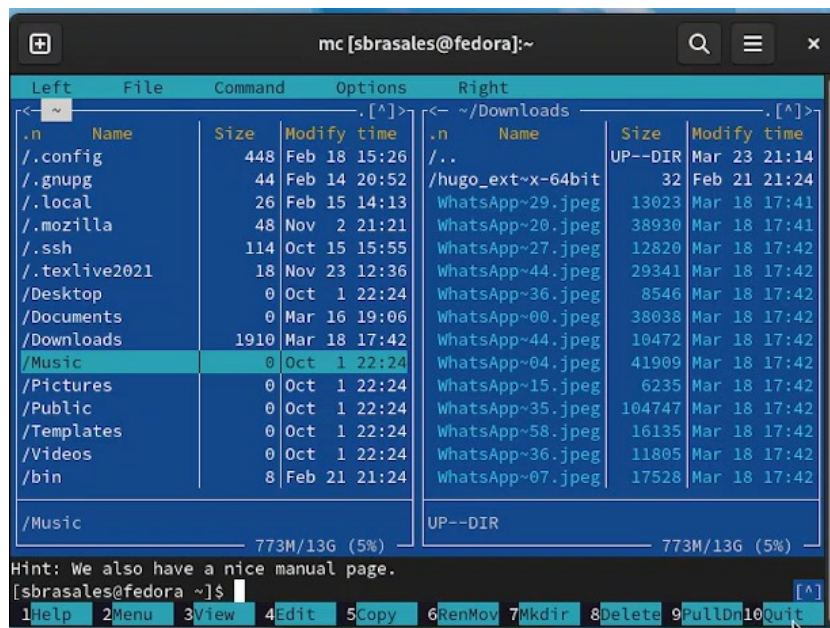 mc [sbrasales@fedora]:~
Left File Command Options Right
<— ~ .[^]>
.n Name Size Modify time
/.config 448 Feb 18 15:26
/.gnupg 44 Feb 14 20:52
/.local 26 Feb 15 14:13
/.mozilla 48 Nov 2 21:21
/.ssh 114 Oct 15 15:55
/.texlive2021 18 Nov 23 12:36
/Desktop 0 Oct 1 22:24
/Documents 0 Mar 16 19:06
/Downloads 1910 Mar 18 17:42
/Music 0 Oct 1 22:24
/Pictures 0 Oct 1 22:24
/Public 0 Oct 1 22:24
/Templates 0 Oct 1 22:24
/Videos 0 Oct 1 22:24
/bin 8 Feb 21 21:24
/Music
773M/13G (5%)
<— ~/Downloads .[^]>
.n Name Size Modify time
/.. UP--DIR Mar 23 21:14
/hugo_ext~x-64bit 32 Feb 21 21:24
WhatsApp~29.jpeg 13023 Mar 18 17:41
WhatsApp~20.jpeg 38930 Mar 18 17:41
WhatsApp~27.jpeg 12820 Mar 18 17:42
WhatsApp~44.jpeg 29341 Mar 18 17:42
WhatsApp~36.jpeg 8546 Mar 18 17:42
WhatsApp~00.jpeg 38038 Mar 18 17:42
WhatsApp~44.jpeg 10472 Mar 18 17:42
WhatsApp~04.jpeg 41909 Mar 18 17:42
WhatsApp~15.jpeg 6235 Mar 18 17:42
WhatsApp~35.jpeg 104747 Mar 18 17:42
WhatsApp~58.jpeg 16135 Mar 18 17:42
WhatsApp~36.jpeg 11805 Mar 18 17:42
WhatsApp~07.jpeg 17528 Mar 18 17:42
UP--DIR
773M/13G (5%)
Hint: We also have a nice manual page.
[sbrasales@fedora ~]$ [^]
1Help 2Menu 3View 4Edit 5Copy 6RenMov 7Mkdir 8Delete 9PullDn 10Quit